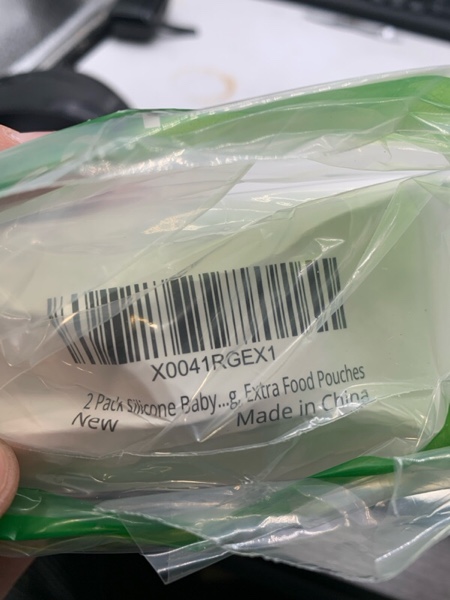 X0041RGEX1
2 Pack Silicone Baby...g, Extra Food Pouches
New Made in China